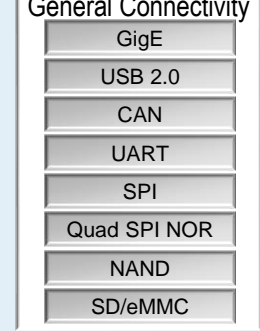 General Connectivity
GigE
USB 2.0
CAN
UART
SPI
Quad SPI NOR
NAND
SD/eMMC